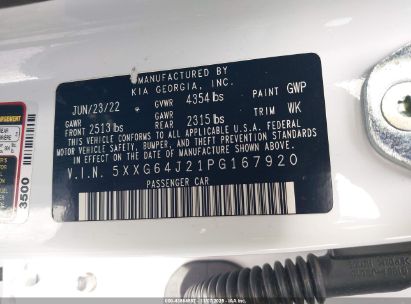 MANUFACTURED BY
KIA GEORGIA, INC.
JUN/23/22
GVWR 4354 lbs
PAINT GWP
GAWR FRONT 2513 lbs
GAWR REAR 2315 lbs
TRIM WK
THIS VEHICLE CONFORMS TO ALL APPLICABLE U.S.A. FEDERAL
MOTOR VEHICLE SAFETY, BUMPER, AND THEFT PREVENTION
STANDARDS IN EFFECT ON THE DATE OF MANUFACTURE SHOWN ABOVE.
V.I.N. 5XXG64J21PG167920
PASSENGER CAR
3500